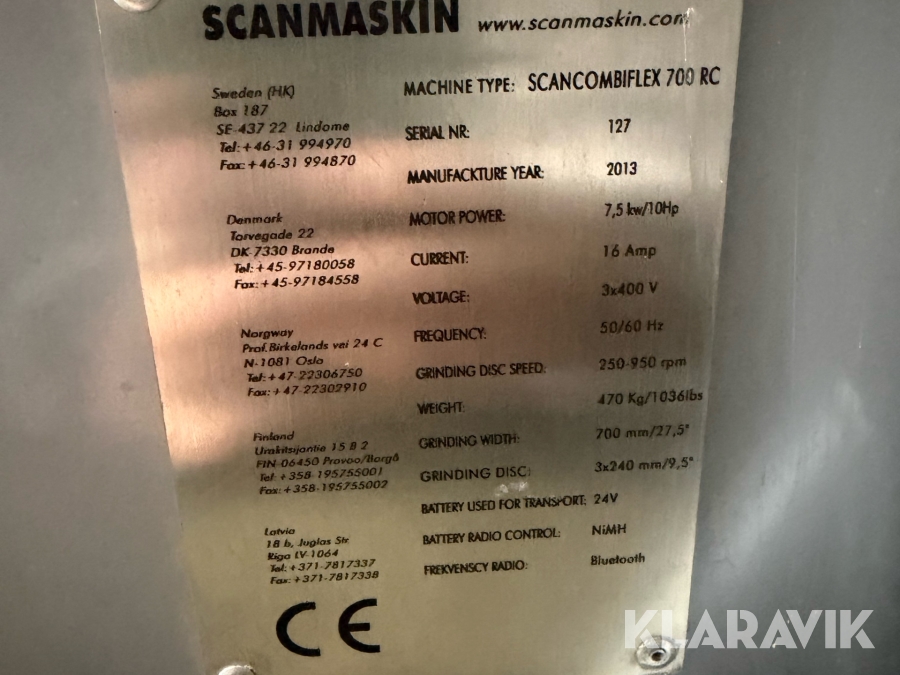 SCANMASKIN www.scanmaskin.com
Sweden (HK)
Box 187
SE-437 22 Lindome
Tel:+46-31 994970
Fax:+46-31 994870
Denmark
Torvegade 22
DK-7330 Brande
Tel:+45-97180058
Fax:+45-97184558
Norgway
Prof.Birkelands vei 24 C
N-1081 Oslo
Tel:+47-22306750
Fax:+47-22302910
Finland
15 B 2
FIN-06450
Tel:+358-195755001
Fax:+358-195755002
Latvia
18 b, Juglas Str
Riga LV-1064
Tel:+371-7817337
Fax:+371-7817338
MACHINE TYPE: SCANCOMBIFLEX 700 RC
SERIAL NR: 127
MANUFACKTURE YEAR: 2013
MOTOR POWER: 7,5 kw/10Hp
CURRENT: 16 Amp
VOLTAGE: 3x400 V
FREQUENCY: 50/60 Hz
GRINDING DISC SPEED: 250-950 rpm
WEIGHT: 470 Kg/1036lbs
GRINDING WIDTH: 700 mm/27,5"
GRINDING DISC: 3x240 mm/9,5"
BATTERY USED FOR TRANSPORT: 24V
BATTERY RADIO CONTROL: NiMH
FREKVENSCY RADIO: Bluetooth
CE
KLARAVIK